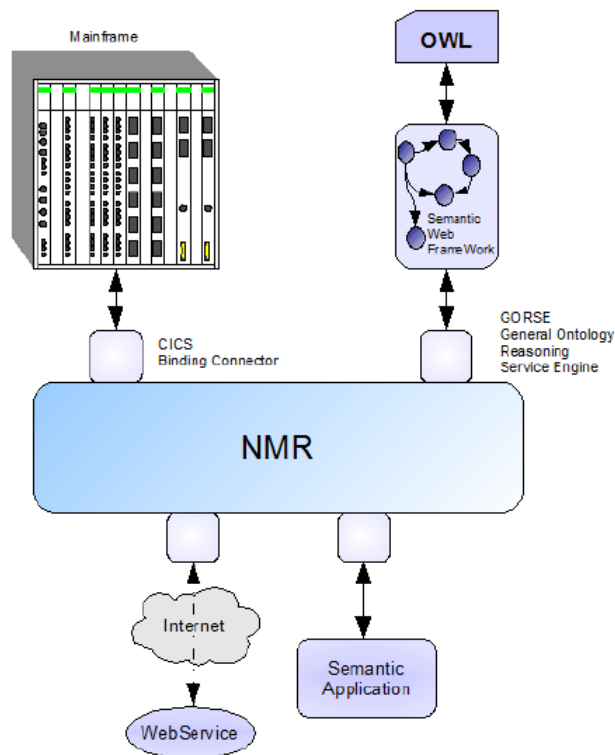 Mainframe
OWL
Semantic
Web
FrameWork
CICS
Binding Connector
GORSE
General Ontology
Reasoning
Service Engine
NMR
Internet
Semantic
Application
WebService